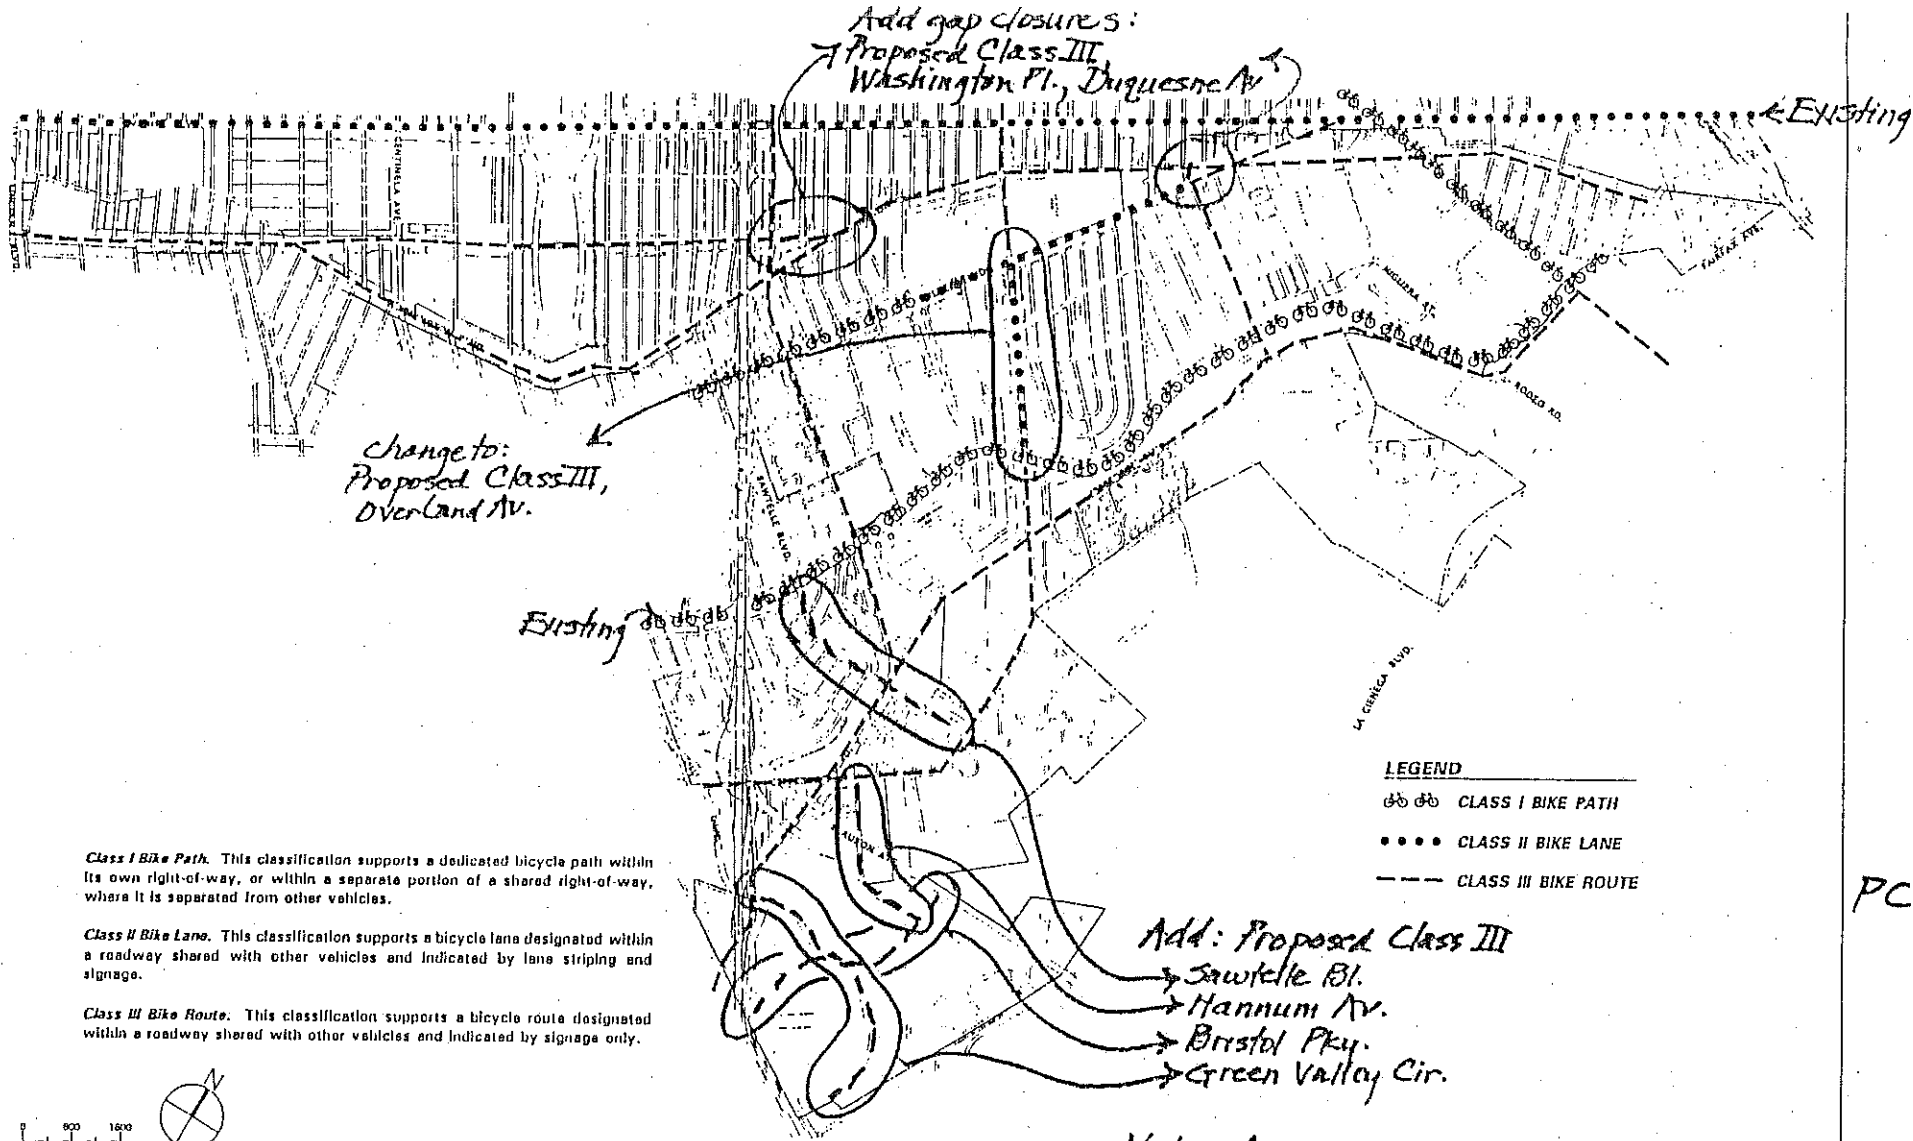 Add gap closures:
Proposed Class III,
Washington Pl., Duquesne Av
← Existing
CENTINELA AVE.
FAIRFAX AVE.
HIGUERA ST.
RODEO RD.
change to:
Proposed Class III,
Overland Av.
SAWTELLE BLVD.
Existing
LA CIENEGA BLVD.
LEGEND
CLASS I BIKE PATH
CLASS II BIKE LANE
CLASS III BIKE ROUTE
Class I Bike Path. This classification supports a dedicated bicycle path within
its own right-of-way, or within a separate portion of a shared right-of-way,
where it is separated from other vehicles.
Class II Bike Lane. This classification supports a bicycle lane designated within
a roadway shared with other vehicles and indicated by lane striping and
signage.
Class III Bike Route. This classification supports a bicycle route designated
within a roadway shared with other vehicles and indicated by signage only.
PC
Add: Proposed Class III
Sawtelle Bl.
Hannum Av.
Bristol Pky.
Green Valley Cir.
N
0 800 1600